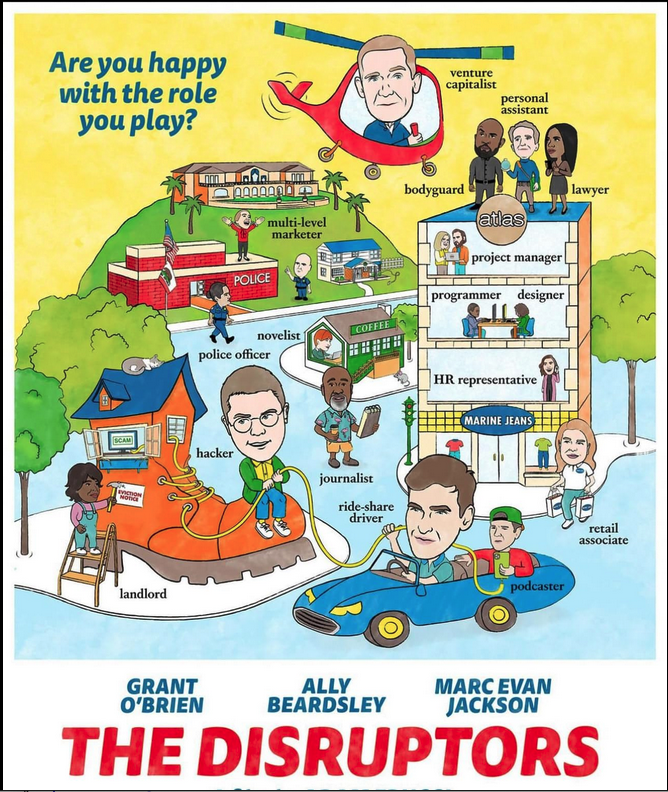 Are you happy
with the role
you play?
venture
capitalist
personal
assistant
bodyguard
lawyer
atlas
multi-level
marketer
project manager
POLICE
programmer
designer
COFFEE
novelist
police officer
HR representative
MARINE JEANS
SCAM
hacker
EVICTION
NOTICE
journalist
ride-share
driver
retail
associate
podcaster
landlord
GRANT
O'BRIEN
ALLY
BEARDSLEY
MARC EVAN
JACKSON
THE DISRUPTORS